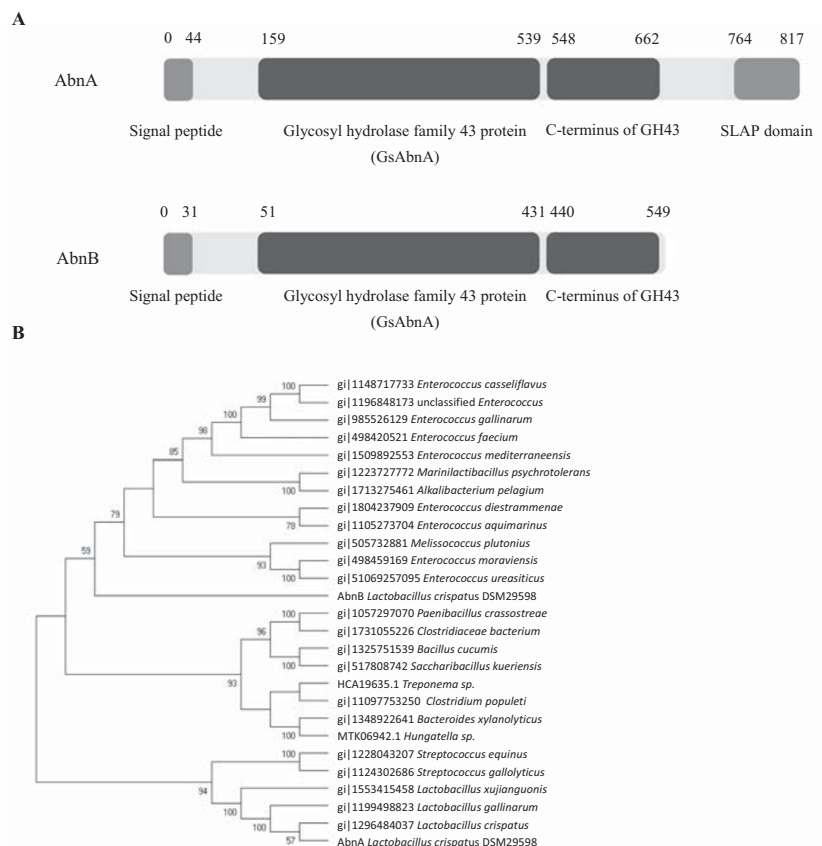 A
0 44 159 539 548 662 764 817
AbnA
Signal peptide Glycosyl hydrolase family 43 protein C-terminus of GH43 SLAP domain
(GsAbnA)
0 31 51 431 440 549
AbnB
Signal peptide Glycosyl hydrolase family 43 protein C-terminus of GH43
(GsAbnA)
B
100 gi|1148717733 Enterococcus casseliflavus
99 gi|1196848173 unclassified Enterococcus
100 gi|985526129 Enterococcus gallinarum
98 gi|498420521 Enterococcus faecium
85 gi|1509892553 Enterococcus mediterraneensis
gi|1223727772 Marinilactibacillus psychrotolerans
100 gi|1713275461 Alkalibacterium pelagium
79 gi|1804237909 Enterococcus diestrammenae
78 gi|1105273704 Enterococcus aquimarinus
59 gi|505732881 Melissococcus plutonius
93 gi|498459169 Enterococcus moraviensis
100 gi|51069257095 Enterococcus ureasiticus
AbnB Lactobacillus crispatus DSM29598
100 gi|1057297070 Paenibacillus crassostreae
96 gi|1731055226 Clostridiaceae bacterium
gi|1325751539 Bacillus cucumis
100 gi|517808742 Saccharibacillus kueriensis
93 HCA19635.1 Treponema sp.
gi|11097753250 Clostridium populeti
gi|1348922641 Bacteroides xylanolyticus
100 MTK06942.1 Hungatella sp.
100 gi|1228043207 Streptococcus equinus
gi|1124302686 Streptococcus gallolyticus
94 gi|1553415458 Lactobacillus xujianguonis
100 gi|1199498823 Lactobacillus gallinarum
100 gi|1296484037 Lactobacillus crispatus
57 AbnA Lactobacillus crispatus DSM29598